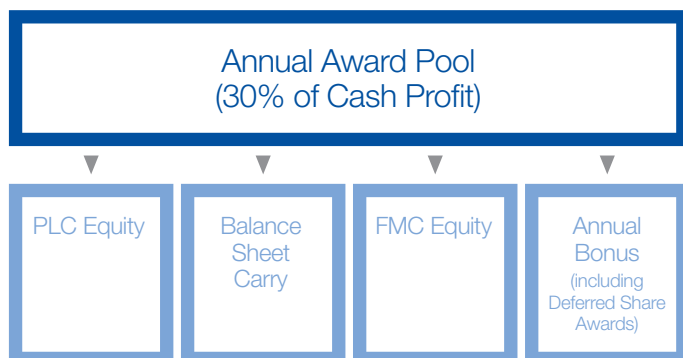 Annual Award Pool
(30% of Cash Profit)
PLC Equity
Balance
Sheet
Carry
FMC Equity
Annual
Bonus
(including
Deferred Share
Awards)